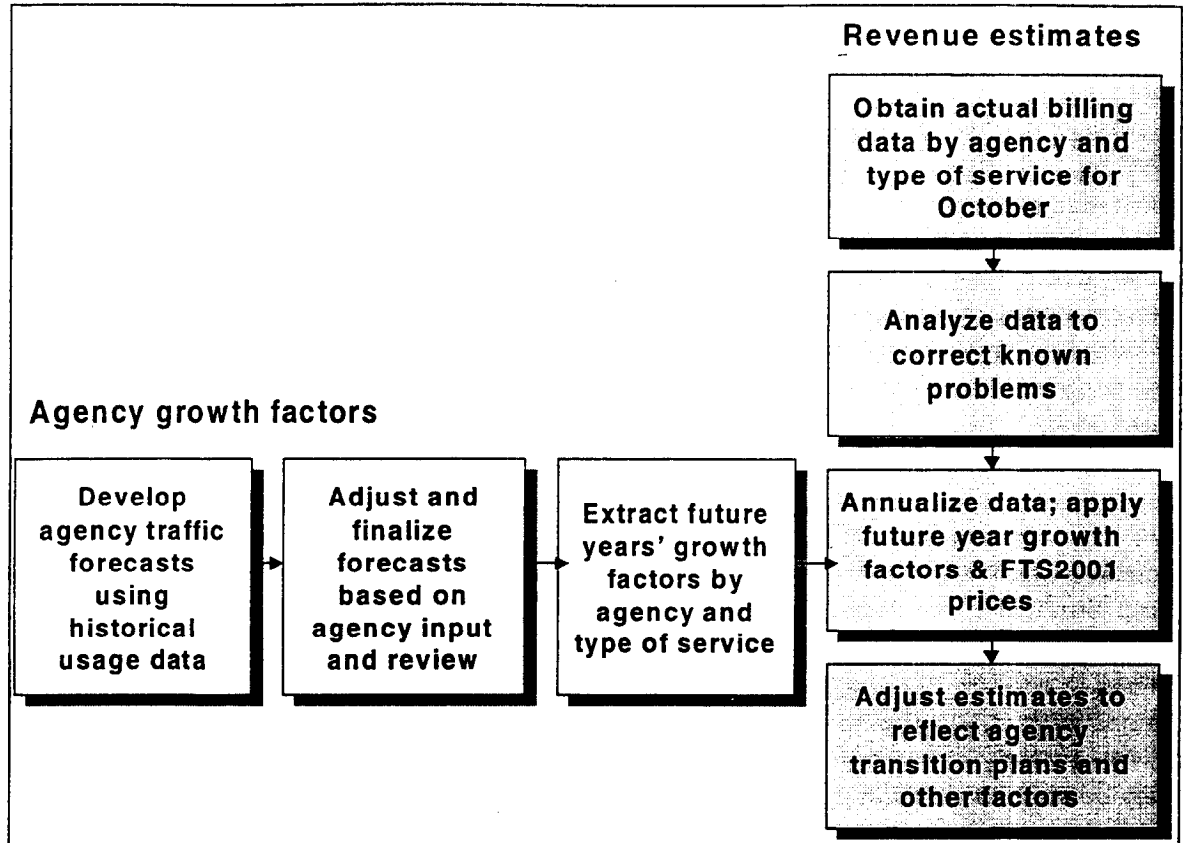 Revenue estimates
Obtain actual billing
data by agency and
type of service for
October
Analyze data to
correct known
problems
Agency growth factors
Develop
agency traffic
forecasts
using
historical
usage data
Adjust and
finalize
forecasts
based on
agency input
and review
Extract future
years' growth
factors by
agency and
type of service
Annualize data; apply
future year growth
factors & FTS2001
prices
Adjust estimates to
reflect agency
transition plans and
other factors